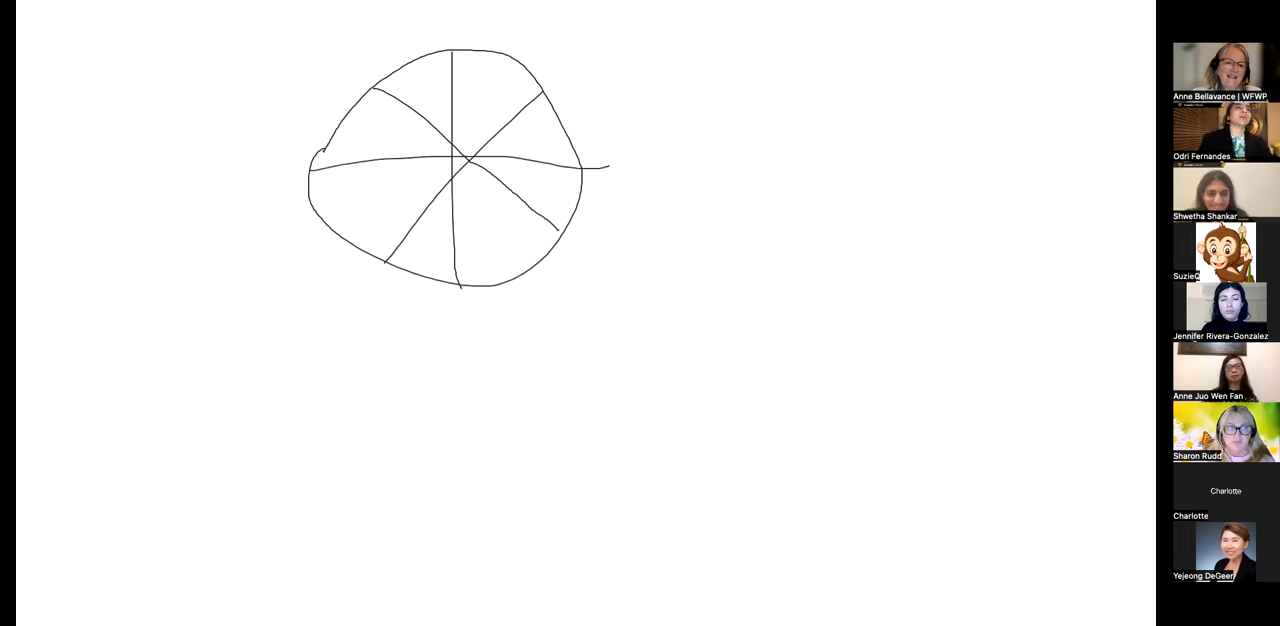 Anne Bellavance | WFWP
Odri Fernandes
Shwetha Shankar
SuzieQ
Jennifer Rivera-Gonzalez
Anne Juo Wen Fan
Sharon Rudd
Charlotte
Charlotte
Yejeong DeGeer